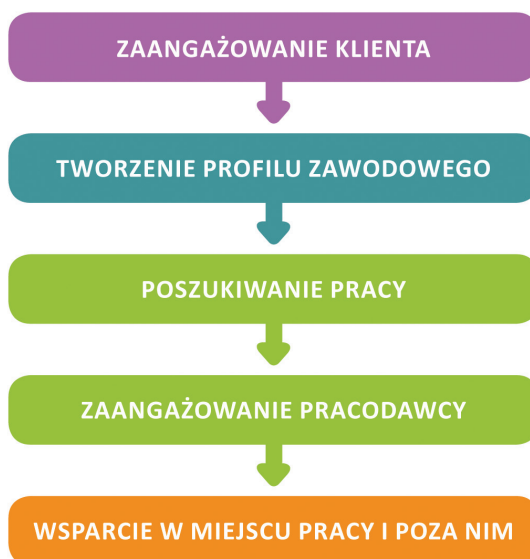 ZAANGAŻOWANIE KLIENTA
TWORZENIE PROFILU ZAWODOWEGO
POSZUKIWANIE PRACY
ZAANGAŻOWANIE PRACODAWCY
WSPARCIE W MIEJSCU PRACY I POZA NIM